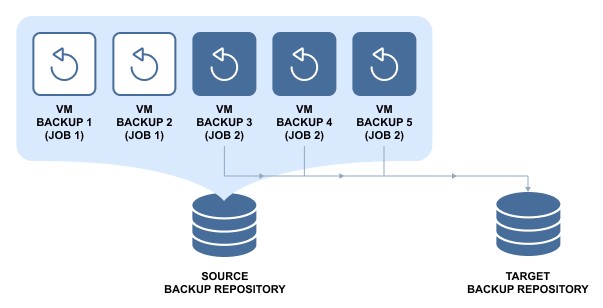 VM
BACKUP 1
(JOB 1)
VM
BACKUP 2
(JOB 1)
VM
BACKUP 3
(JOB 2)
VM
BACKUP 4
(JOB 2)
VM
BACKUP 5
(JOB 2)
SOURCE
BACKUP REPOSITORY
TARGET
BACKUP REPOSITORY